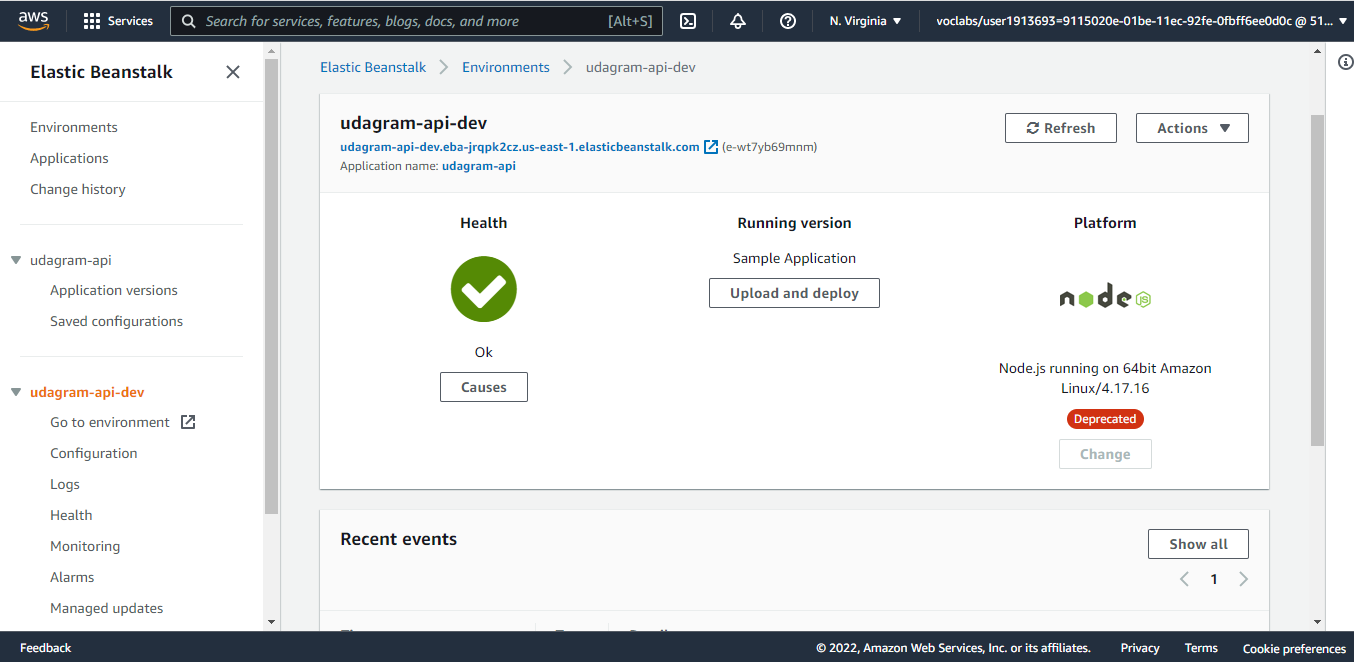 aws
Services
Search for services, features, blogs, docs, and more [Alt+S]
N. Virginia ▼
voclabs/user1913693=9115020e-01be-11ec-92fe-0fbff6ee0d0c @ 51... ▼
Elastic Beanstalk
Environments
Applications
Change history
udagram-api
Application versions
Saved configurations
udagram-api-dev
Go to environment
Configuration
Logs
Health
Monitoring
Alarms
Managed updates
Elastic Beanstalk > Environments > udagram-api-dev
udagram-api-dev
udagram-api-dev.eba-jrqpk2cz.us-east-1.elasticbeanstalk.com (e-wt7yb69mnm)
Application name: udagram-api
Refresh
Actions ▼
Health
Ok
Causes
Running version
Sample Application
Upload and deploy
Platform
node JS
Node.js running on 64bit Amazon
Linux/4.17.16
Deprecated
Change
Recent events
Show all
1
Feedback
© 2022, Amazon Web Services, Inc. or its affiliates.
Privacy
Terms
Cookie preferences